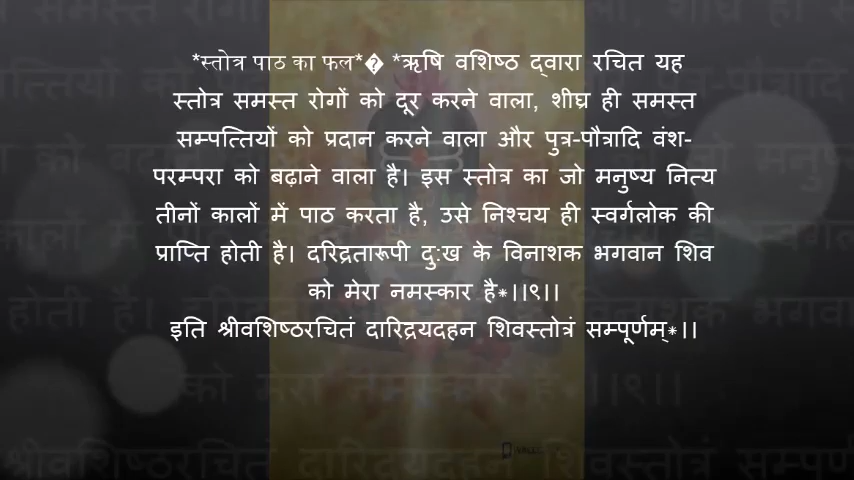 *स्तोत्र पाठ का फल*� *ऋषि वशिष्ठ द्वारा रचित यह
स्तोत्र समस्त रोगों को दूर करने वाला, शीघ्र ही समस्त
सम्पत्तियों को प्रदान करने वाला और पुत्र-पौत्रादि वंश-
परम्परा को बढ़ाने वाला है। इस स्तोत्र का जो मनुष्य नित्य
तीनों कालों में पाठ करता है, उसे निश्चय ही स्वर्गलोक की
प्राप्ति होती है। दरिद्रतारूपी दु:ख के विनाशक भगवान शिव
को मेरा नमस्कार है*।।९।।
इति श्रीवशिष्ठरचितं दारिद्रयदहन शिवस्तोत्रं सम्पूर्णम्*।।